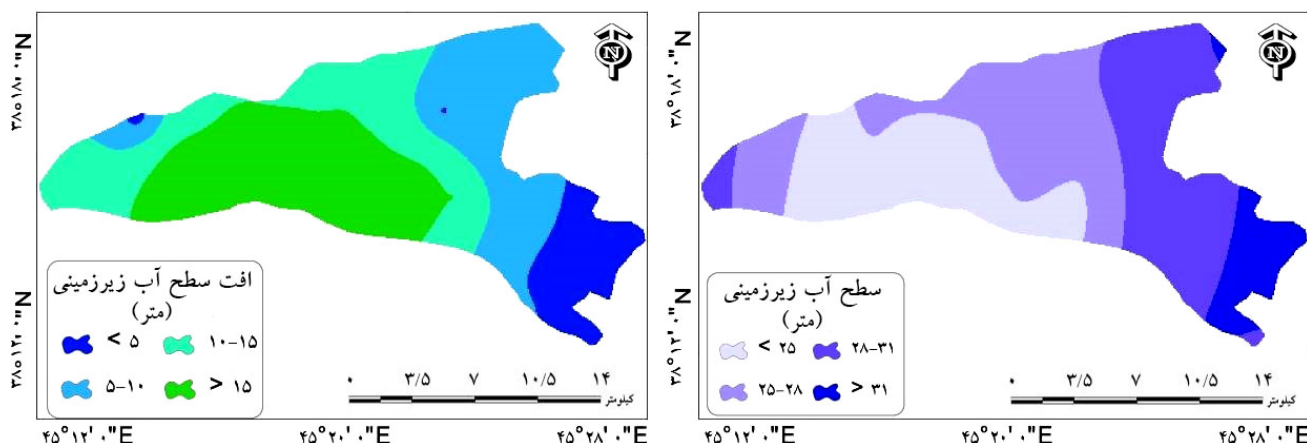 ۳۸°۱۸' ۰"N
۳۸°۱۲' ۰"N
N
افت سطح آب زیرزمینی
(متر)
< ۵
۱۰-۱۵
۵-۱۰
> ۱۵
۰ ۳/۵ ۷ ۱۰/۵ ۱۴
کیلومتر
۴۵°۱۲' ۰"E ۴۵°۲۰' ۰"E ۴۵°۲۸' ۰"E
۳۸°۱۸' ۰"N
۳۸°۱۲' ۰"N
N
سطح آب زیرزمینی
(متر)
< ۲۵
۲۸-۳۱
۲۵-۲۸
> ۳۱
۰ ۳/۵ ۷ ۱۰/۵ ۱۴
کیلومتر
۴۵°۱۲' ۰"E ۴۵°۲۰' ۰"E ۴۵°۲۸' ۰"E